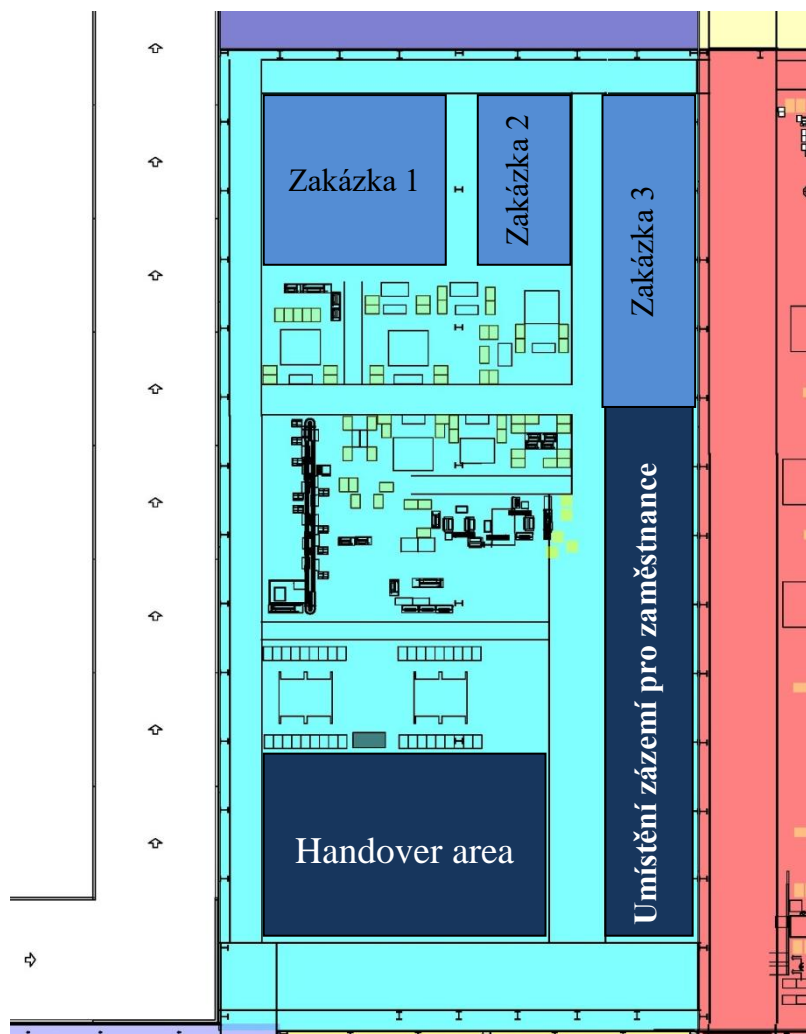 Zakázka 1
Zakázka 2
Zakázka 3
Umístění zázemí pro zaměstnance
Handover area